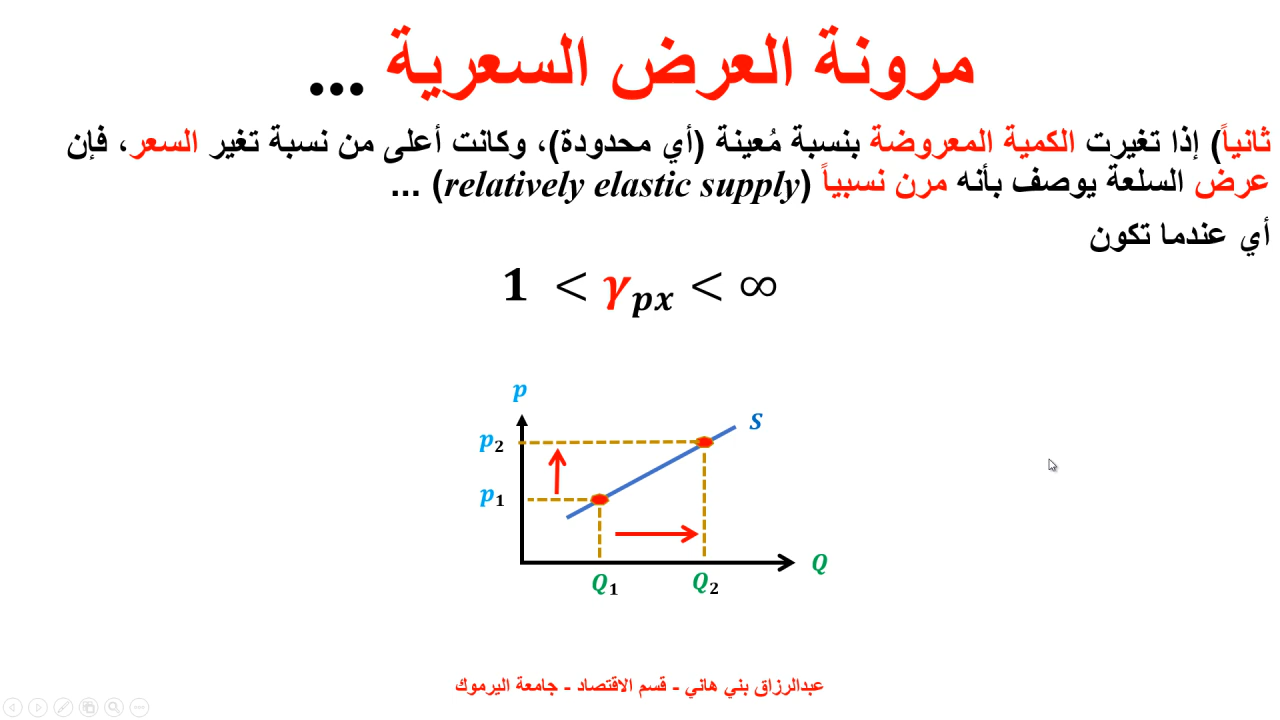 مرونة العرض السعرية ...
ثانياً) إذا تغيرت الكمية المعروضة بنسبة مُعينة (أي محدودة)، وكانت أعلى من نسبة تغير السعر، فإن
عرض السلعة يوصف بأنه مرن نسبياً (relatively elastic supply) ...
أي عندما تكون
1 < γpx < ∞
p
S
p2
p1
Q
Q1 Q2
عبدالرزاق بني هاني - قسم الاقتصاد - جامعة اليرموك